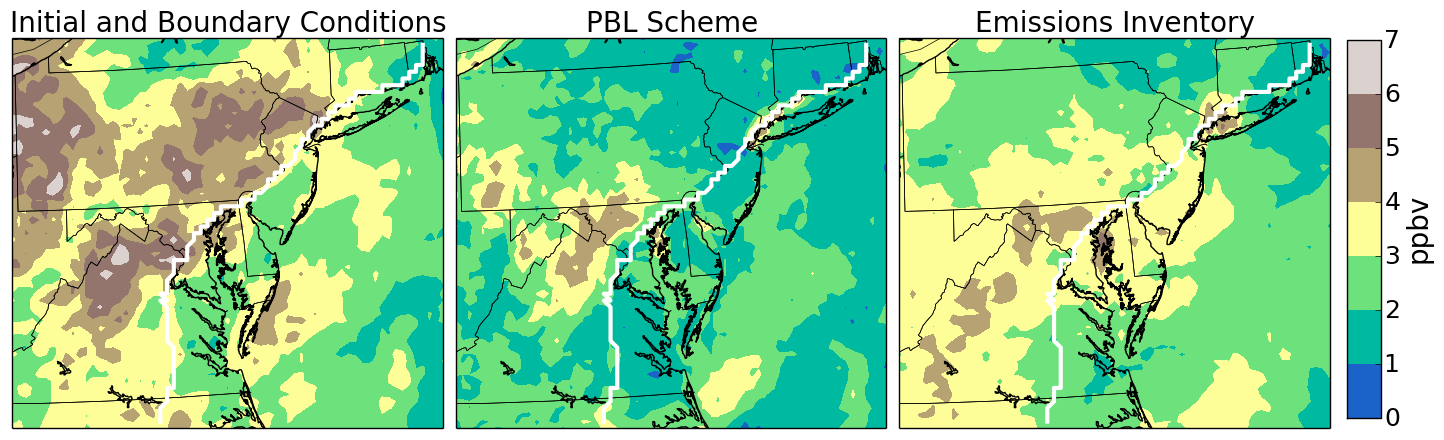 Initial and Boundary Conditions
PBL Scheme
Emissions Inventory
7
6
5
4
3
2
1
0
ppbv